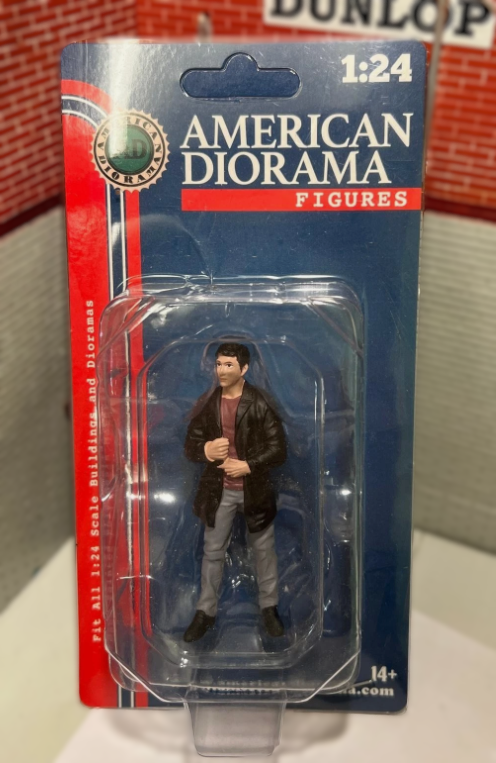 DUNLOP
1:24
AMERICAN
DIORAMA
AMERICAN
DIORAMA
FIGURES
Fit All 1:24 Scale Buildings and Dioramas
14+